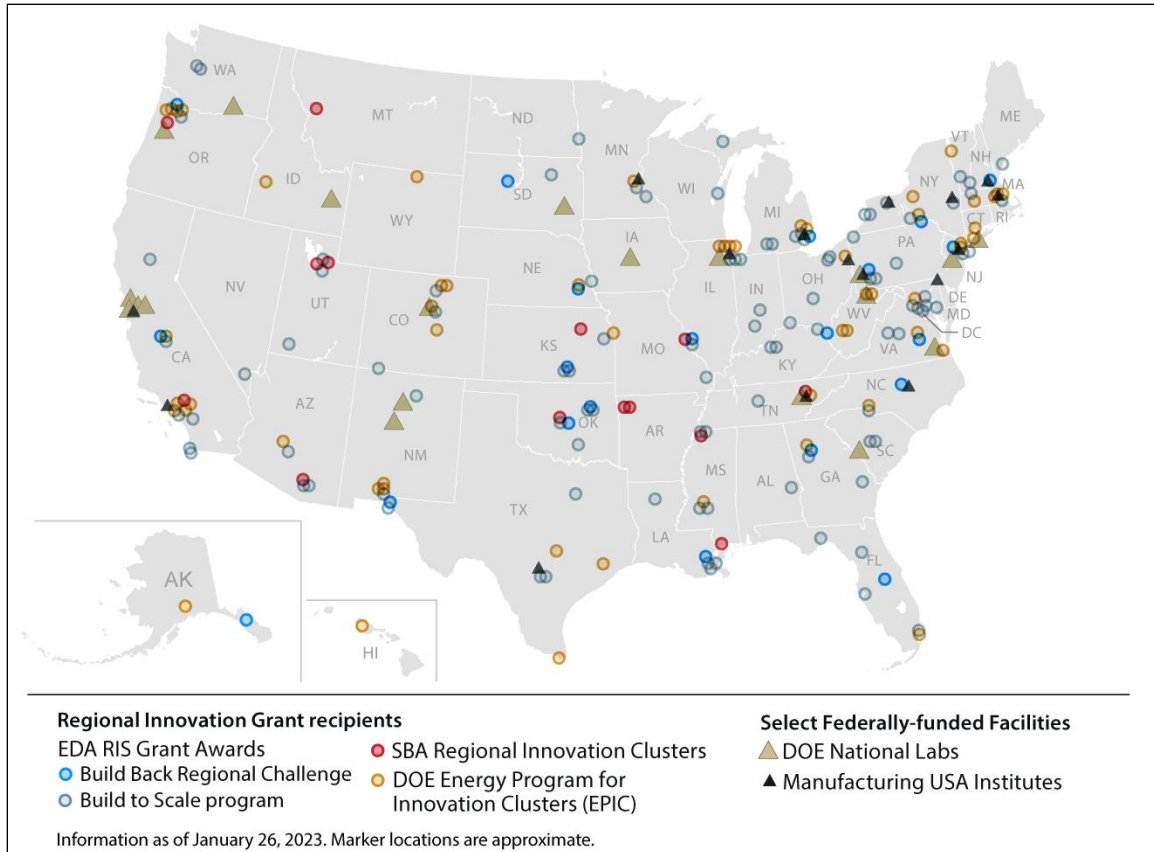 WA
MT
ND
MN
ME
VT
NH
OR
ID
SD
WI
NY
MA
MI
WY
CT
RI
IA
PA
NE
NV
UT
IL
IN
OH
NJ
CO
WV
DE
MD
DC
CA
KS
MO
KY
VA
NC
TN
AZ
NM
OK
AR
SC
MS
AL
GA
TX
LA
FL
AK
HI
Regional Innovation Grant recipients
EDA RIS Grant Awards
Build Back Regional Challenge
Build to Scale program
SBA Regional Innovation Clusters
DOE Energy Program for
Innovation Clusters (EPIC)
Select Federally-funded Facilities
DOE National Labs
Manufacturing USA Institutes
Information as of January 26, 2023. Marker locations are approximate.